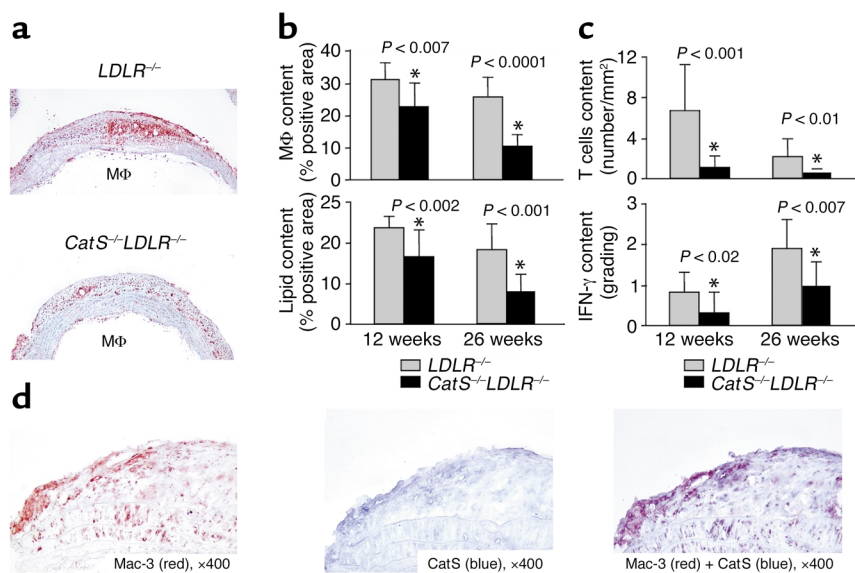 a
LDLR–/–
MΦ
CatS–/–LDLR–/–
MΦ
b
MΦ content
(% positive area)
40
30
20
10
0
P < 0.007
*
P < 0.0001
*
Lipid content
(% positive area)
25
20
10
0
P < 0.002
*
P < 0.001
*
12 weeks
26 weeks
LDLR–/–
CatS–/–LDLR–/–
c
T cells content
(number/mm²)
12
8
4
0
P < 0.001
*
P < 0.01
*
IFN-γ content
(grading)
3
2
1
0
P < 0.02
*
P < 0.007
*
12 weeks
26 weeks
LDLR–/–
CatS–/–LDLR–/–
d
Mac-3 (red), ×400
CatS (blue), ×400
Mac-3 (red) + CatS (blue), ×400